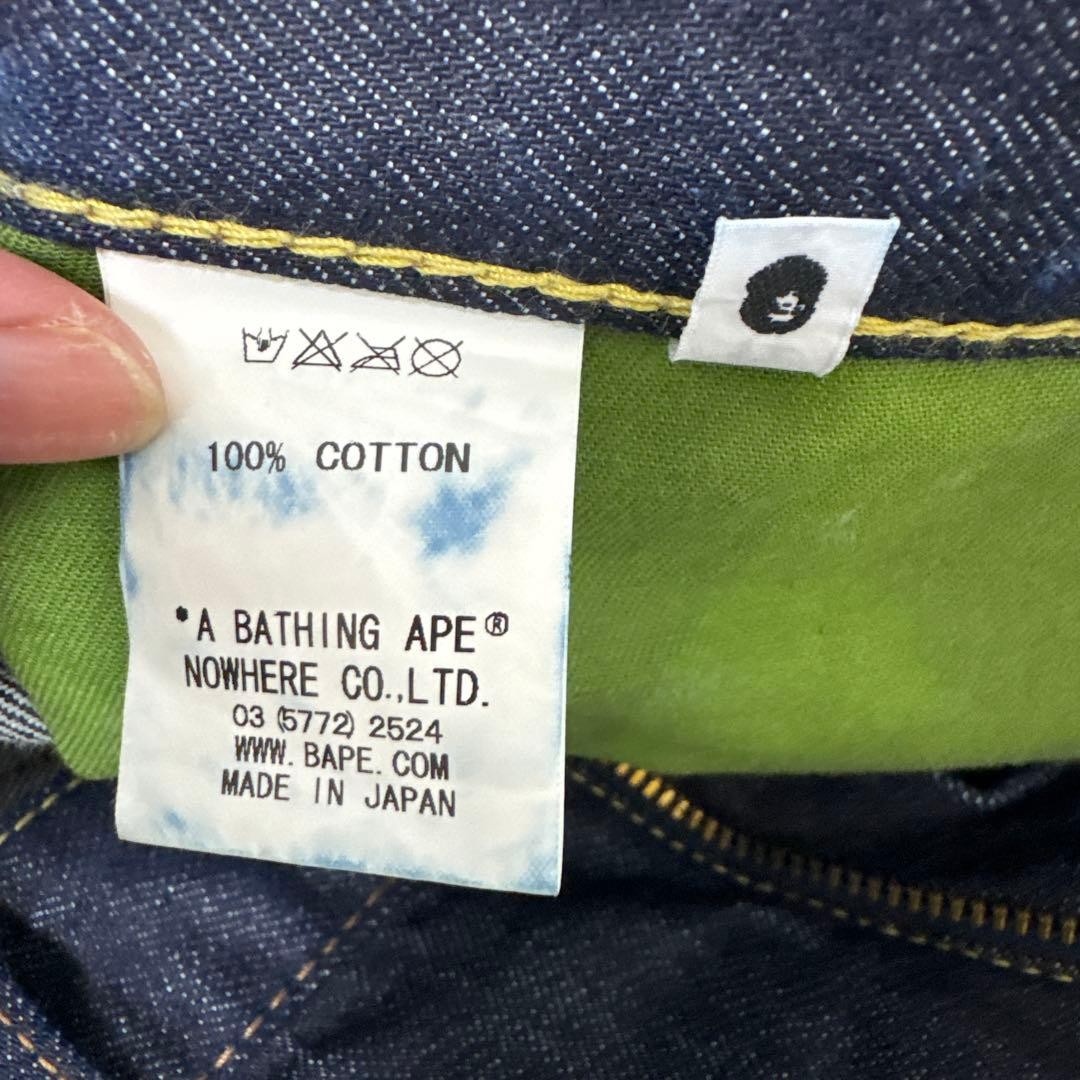 100% COTTON
*A BATHING APE®
NOWHERE CO.,LTD.
03 (5772) 2524
WWW. BAPE. COM
MADE IN JAPAN